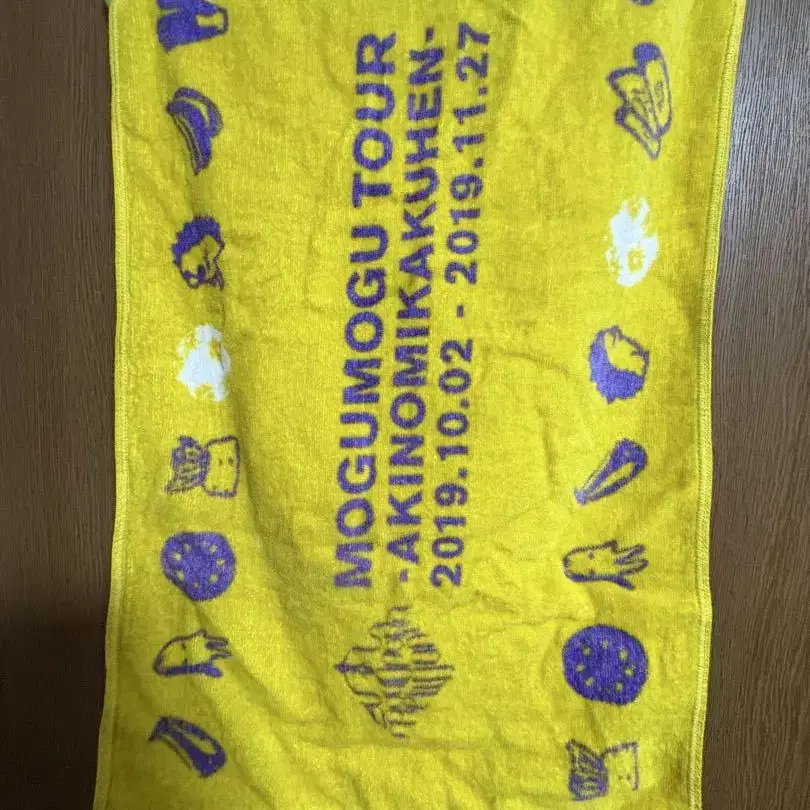 MOGUMOGU TOUR
-AKINOMIKAKUHEN-
2019.10.02 - 2019.11.27